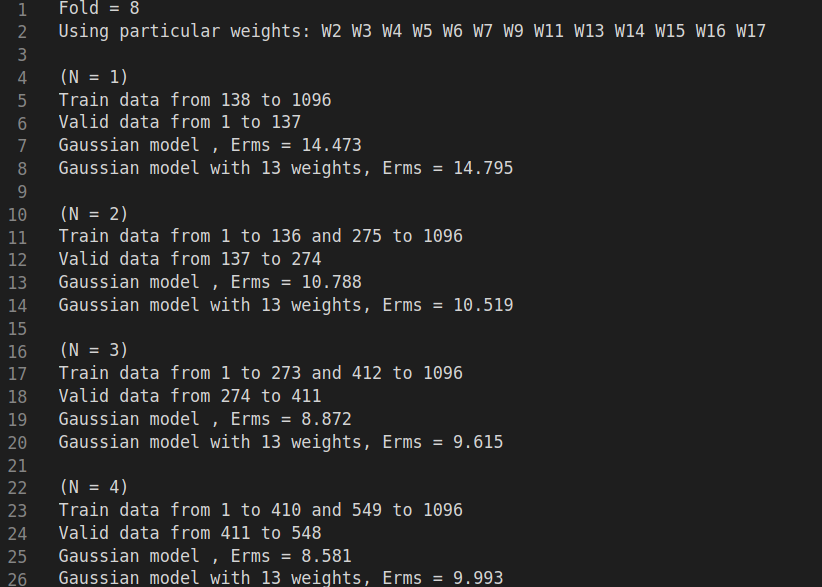 1 Fold = 8
2 Using particular weights: W2 W3 W4 W5 W6 W7 W9 W11 W13 W14 W15 W16 W17
3
4 (N = 1)
5 Train data from 138 to 1096
6 Valid data from 1 to 137
7 Gaussian model , Erms = 14.473
8 Gaussian model with 13 weights, Erms = 14.795
9
10 (N = 2)
11 Train data from 1 to 136 and 275 to 1096
12 Valid data from 137 to 274
13 Gaussian model , Erms = 10.788
14 Gaussian model with 13 weights, Erms = 10.519
15
16 (N = 3)
17 Train data from 1 to 273 and 412 to 1096
18 Valid data from 274 to 411
19 Gaussian model , Erms = 8.872
20 Gaussian model with 13 weights, Erms = 9.615
21
22 (N = 4)
23 Train data from 1 to 410 and 549 to 1096
24 Valid data from 411 to 548
25 Gaussian model , Erms = 8.581
26 Gaussian model with 13 weights, Erms = 9.993